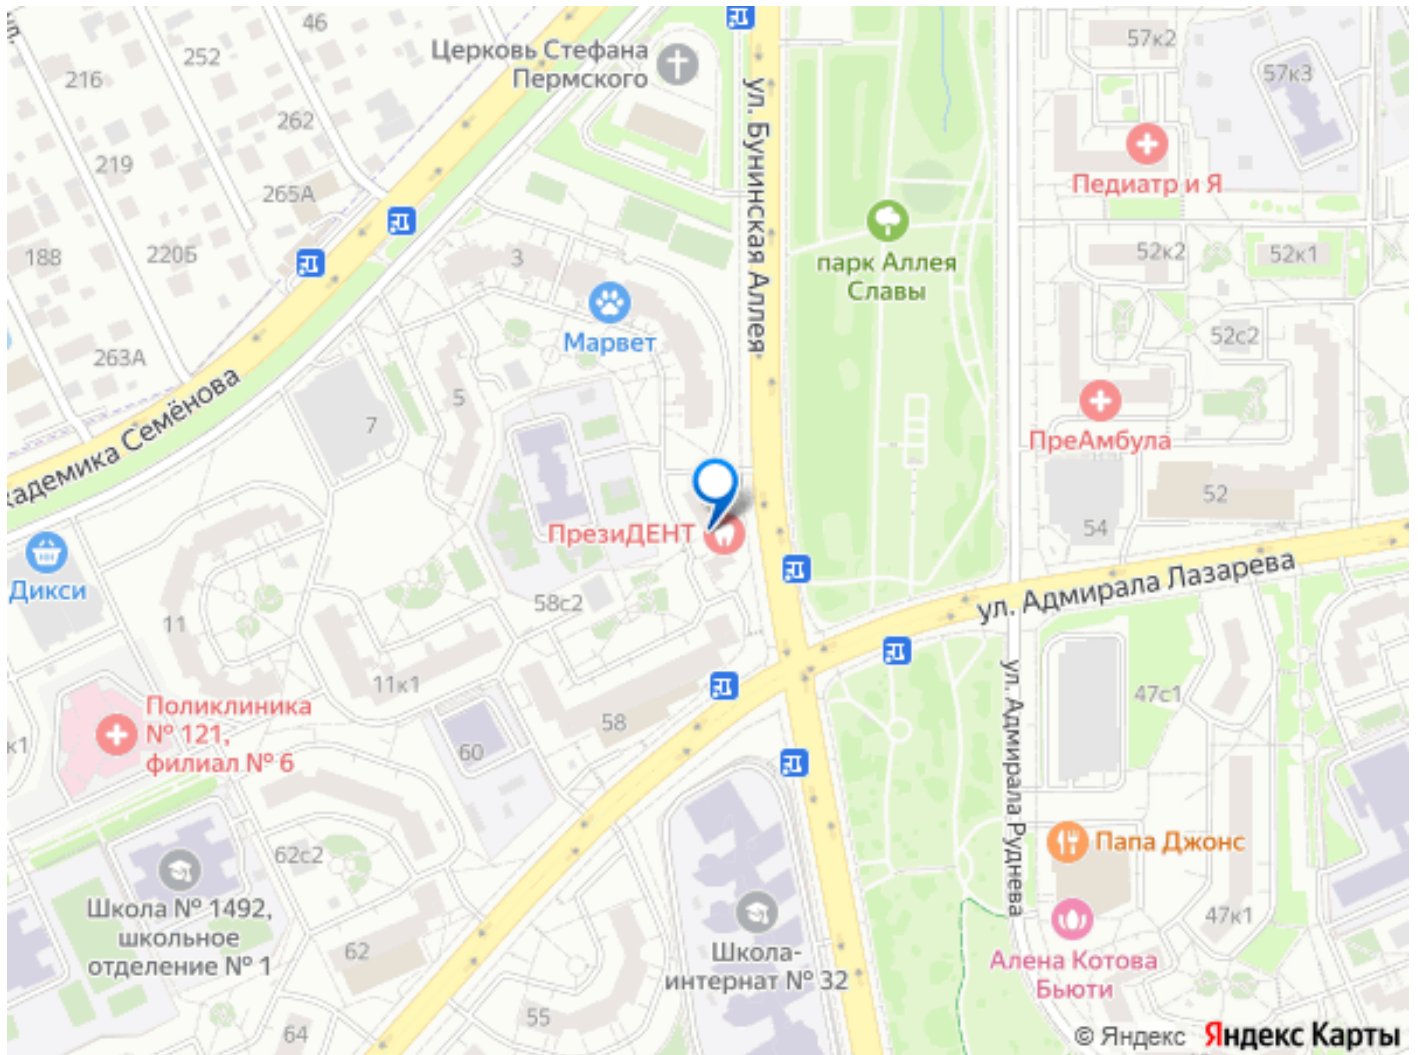 46
252
216
262
219
265А
188
220Б
263А
Церковь Стефана
Пермского
ул. Бунинская Аллея
57к2
57к3
Педиатр и Я
парк Аллея
Славы
52к2
52к1
52с2
3
Марвет
5
7
ПреАмбула
52
54
ПрезиДЕНТ
кадемика Семёнова
Дикси
11
58с2
ул. Адмирала Лазарева
11к1
58
60
Поликлиника
№ 121,
филиал № 6
к1
47с1
ул. Адмирала Руднева
62с2
Школа № 1492,
школьное
отделение № 1
62
64
55
Школа-
интернат № 32
Папа Джонс
47к1
Алена Котова
Бьюти
© Яндекс Яндекс Карты